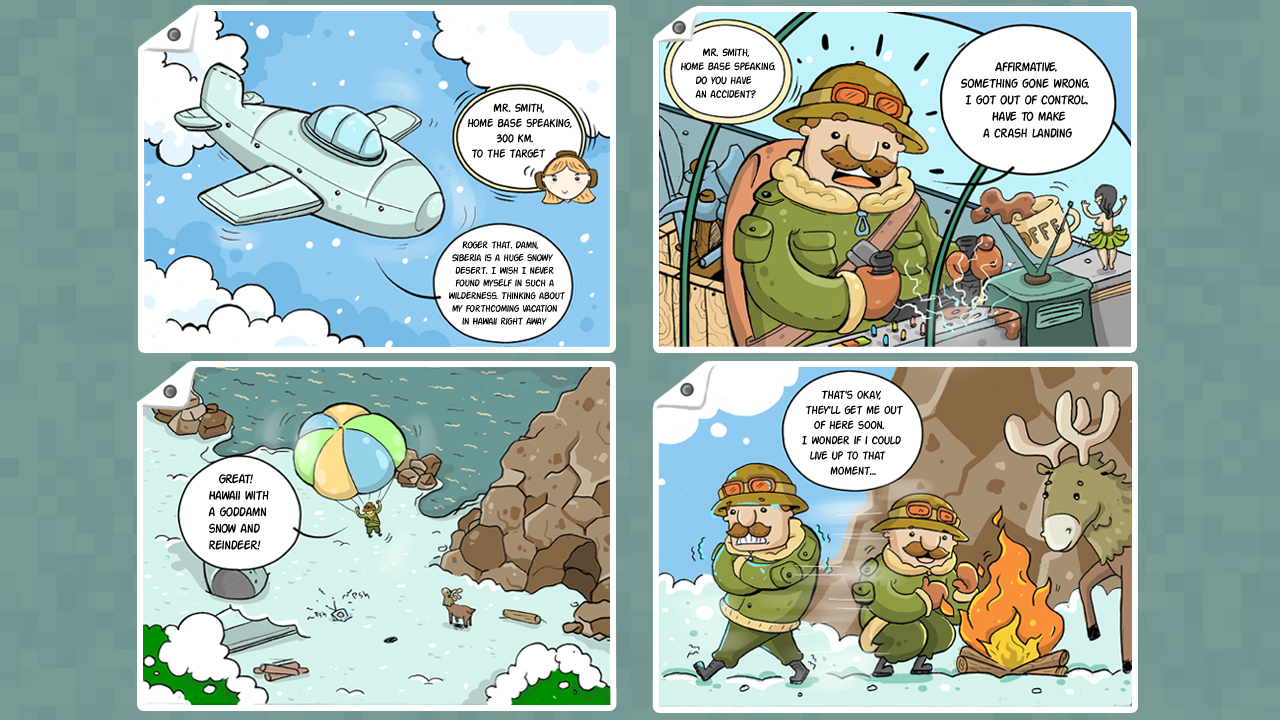 MR. SMITH,
HOME BASE SPEAKING,
300 KM.
TO THE TARGET
ROGER THAT. DAMN,
SIBERIA IS A HUGE SNOWY
DESERT. I WISH I NEVER
FOUND MYSELF IN SUCH A
WILDERNESS. THINKING ABOUT
MY FORTHCOMING VACATION
IN HAWAII RIGHT AWAY
MR. SMITH,
HOME BASE SPEAKING.
DO YOU HAVE
AN ACCIDENT?
AFFIRMATIVE.
SOMETHING GONE WRONG.
I GOT OUT OF CONTROL.
HAVE TO MAKE
A CRASH LANDING
OFFE
GREAT!
HAWAII WITH
A GODDAMN
SNOW AND
REINDEER!
PSH
PSH
THAT'S OKAY,
THEY'LL GET ME OUT
OF HERE SOON.
I WONDER IF I COULD
LIVE UP TO THAT
MOMENT...